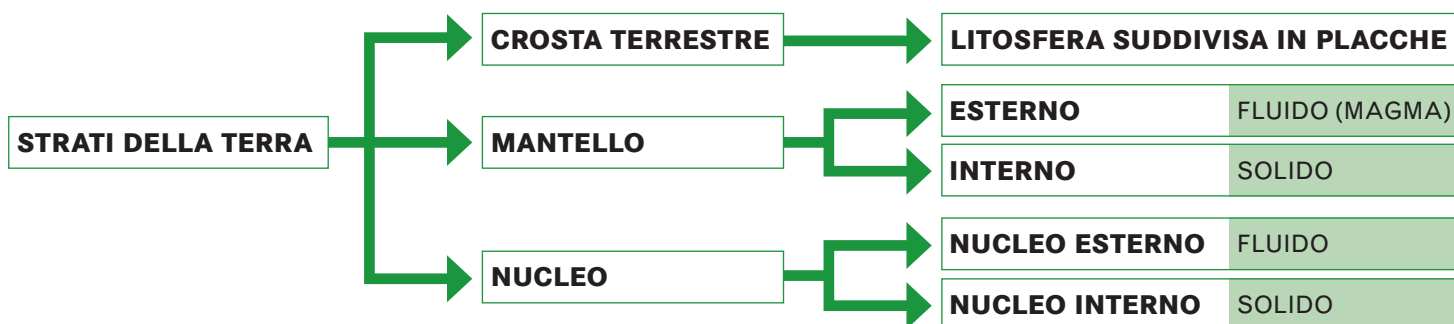 STRATI DELLA TERRA
CROSTA TERRESTRE
LITOSFERA SUDDIVISA IN PLACCHE
MANTELLO
ESTERNO FLUIDO (MAGMA)
INTERNO SOLIDO
NUCLEO
NUCLEO ESTERNO FLUIDO
NUCLEO INTERNO SOLIDO